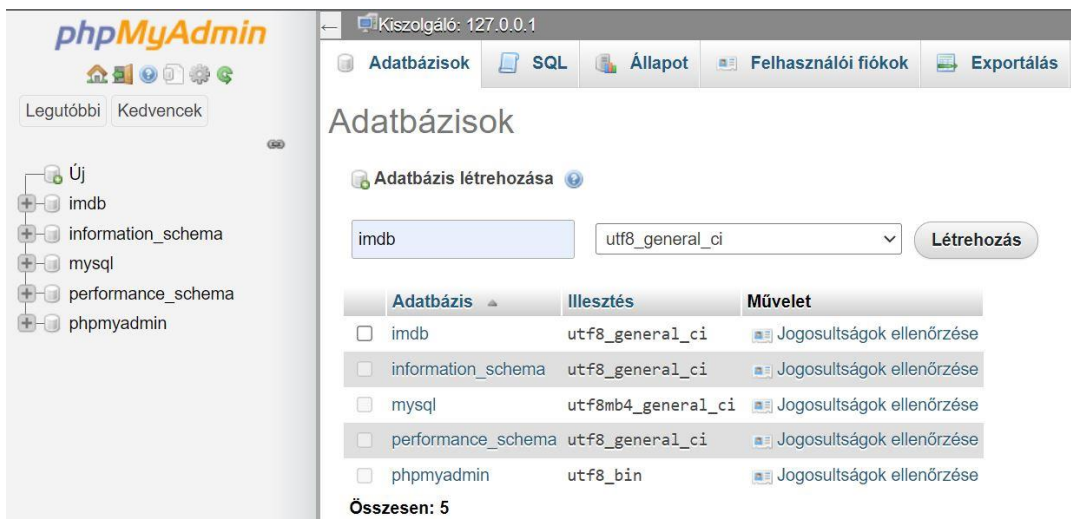 phpMyAdmin
Legutóbbi Kedvencek
Új
imdb
information_schema
mysql
performance_schema
phpmyadmin
← Kiszolgáló: 127.0.0.1
Adatbázisok SQL Állapot Felhasználói fiókok Exportálás
Adatbázisok
Adatbázis létrehozása
imdb utf8_general_ci Létrehozás
Adatbázis Illesztés Művelet
imdb utf8_general_ci Jogosultságok ellenőrzése
information_schema utf8_general_ci Jogosultságok ellenőrzése
mysql utf8mb4_general_ci Jogosultságok ellenőrzése
performance_schema utf8_general_ci Jogosultságok ellenőrzése
phpmyadmin utf8_bin Jogosultságok ellenőrzése
Összesen: 5